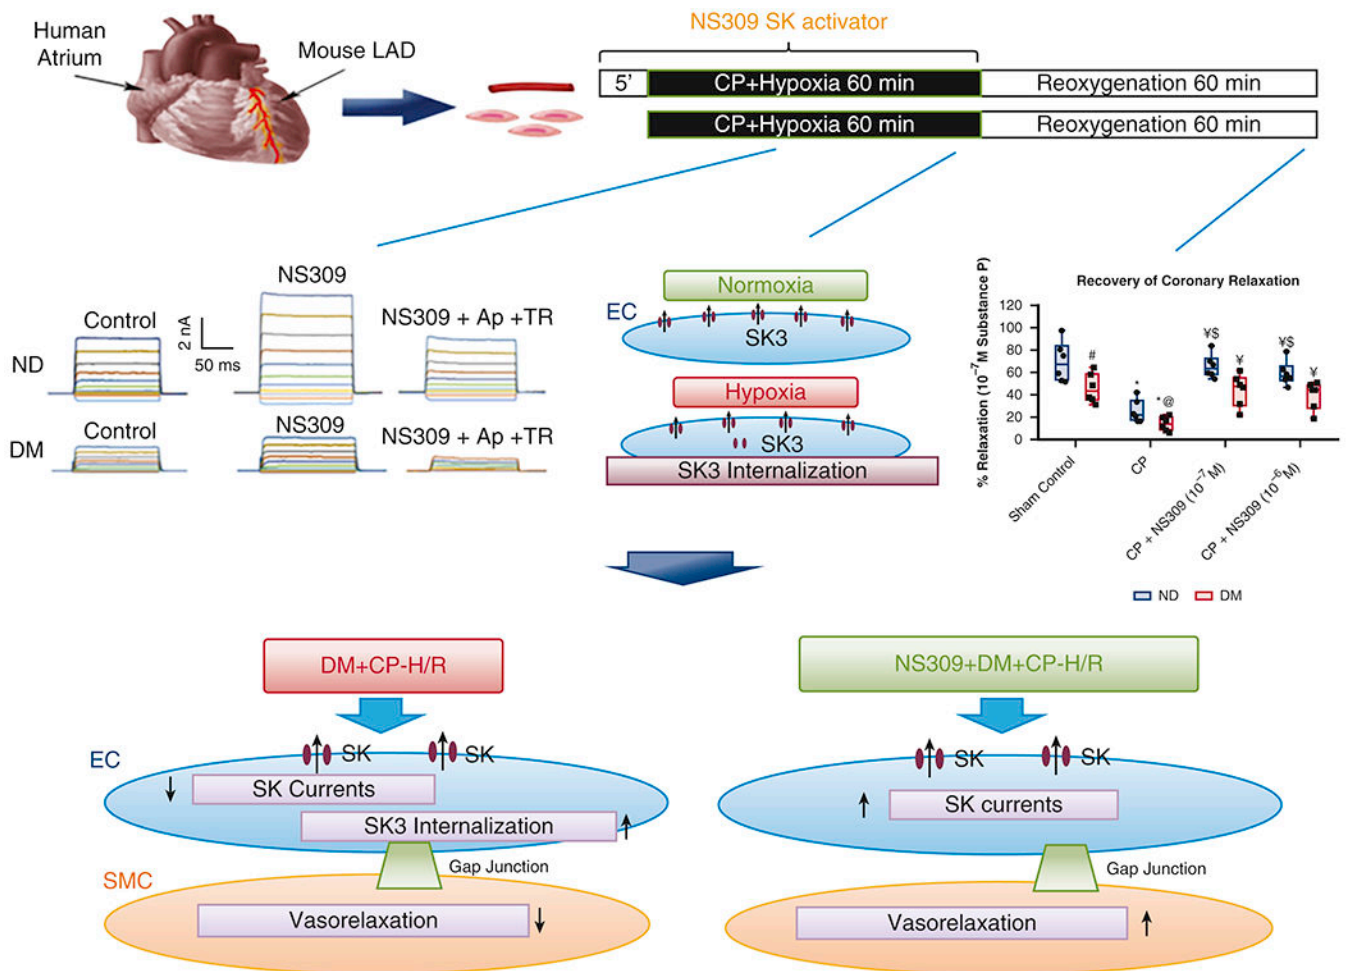 NS309 SK activator
Human
Atrium
Mouse LAD
5'
CP+Hypoxia 60 min
Reoxygenation 60 min
CP+Hypoxia 60 min
Reoxygenation 60 min
NS309
Control
2 nA
50 ms
NS309 + Ap +TR
ND
Control
NS309
NS309 + Ap +TR
DM
Normoxia
EC
SK3
Hypoxia
SK3
SK3 Internalization
Recovery of Coronary Relaxation
% Relaxation (10⁻⁷M Substance P)
120
100
80
60
40
20
0
#
*
*@
¥$
¥
¥$
¥
Sham Control
CP
CP + NS309 (10⁻⁷M)
CP + NS309 (10⁻⁶M)
ND
DM
DM+CP-H/R
EC
SK
SK
SK Currents
SK3 Internalization
Gap Junction
SMC
Vasorelaxation
NS309+DM+CP-H/R
SK
SK
SK currents
Gap Junction
Vasorelaxation